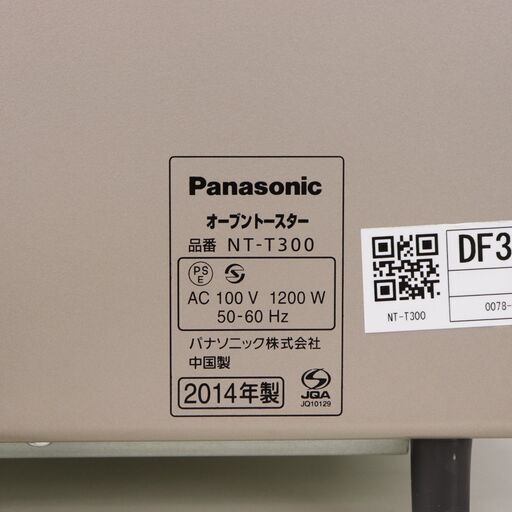 Panasonic
オーブントースター
品番 NT-T300
PS
E
AC 100 V 1200 W
50-60 Hz
パナソニック株式会社
中国製
2014年製
JQA
JQ10129
DF3
NT-T300
0078-